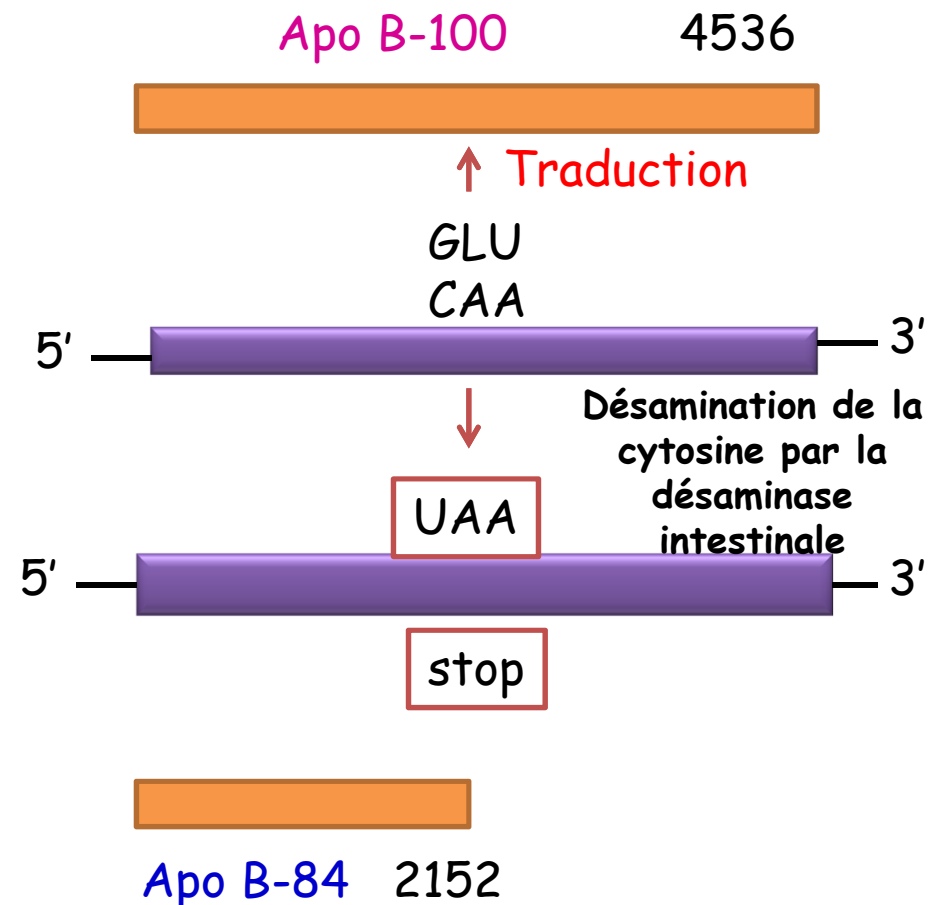 Apo B-100 4536
Traduction
GLU
CAA
5' 3'
Désamination de la
cytosine par la
désaminase
intestinale
UAA
5' 3'
stop
Apo B-84 2152